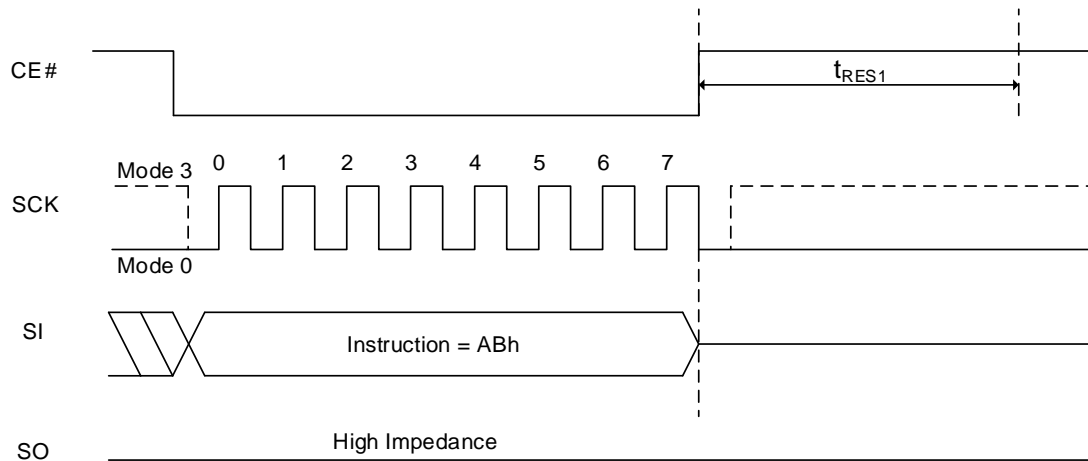 CE#
tRES1
Mode 3
0 1 2 3 4 5 6 7
SCK
Mode 0
SI
Instruction = ABh
High Impedance
SO